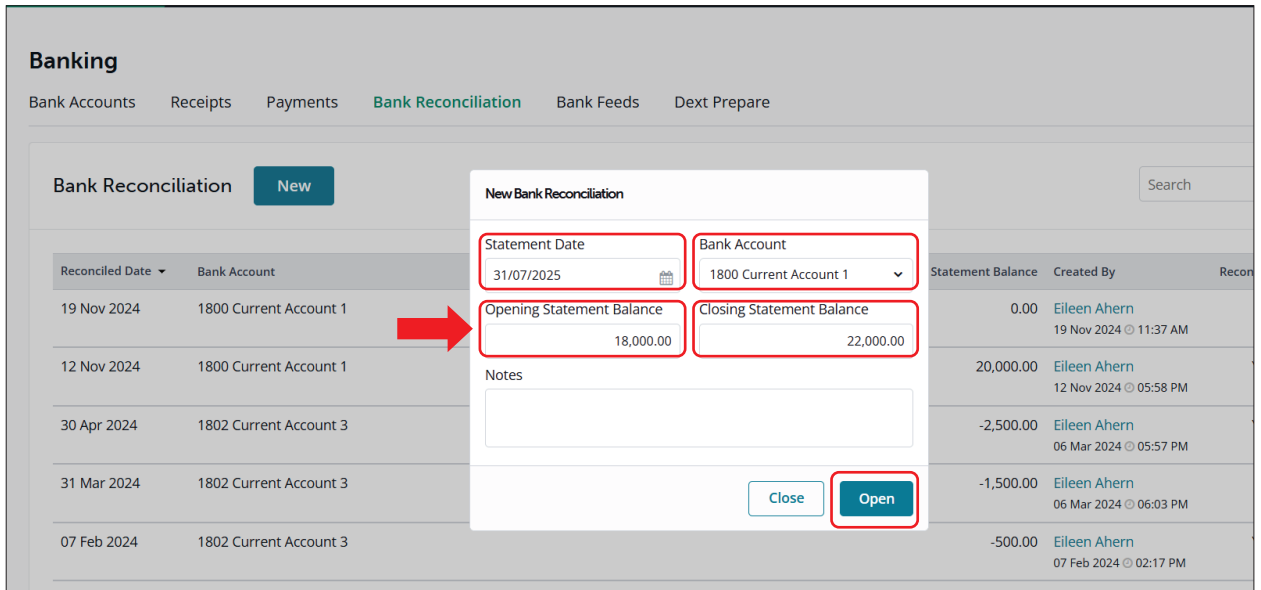 Banking
Bank Accounts Receipts Payments Bank Reconciliation Bank Feeds Dext Prepare
Bank Reconciliation New Search
New Bank Reconciliation
Statement Date Bank Account
31/07/2025 1800 Current Account 1
Opening Statement Balance Closing Statement Balance
18,000.00 22,000.00
Notes
Close Open
Reconciled Date Bank Account Statement Balance Created By Recon
19 Nov 2024 1800 Current Account 1 0.00 Eileen Ahern
19 Nov 2024 11:37 AM
12 Nov 2024 1800 Current Account 1 20,000.00 Eileen Ahern
12 Nov 2024 05:58 PM
30 Apr 2024 1802 Current Account 3 -2,500.00 Eileen Ahern
06 Mar 2024 05:57 PM
31 Mar 2024 1802 Current Account 3 -1,500.00 Eileen Ahern
06 Mar 2024 06:03 PM
07 Feb 2024 1802 Current Account 3 -500.00 Eileen Ahern
07 Feb 2024 02:17 PM